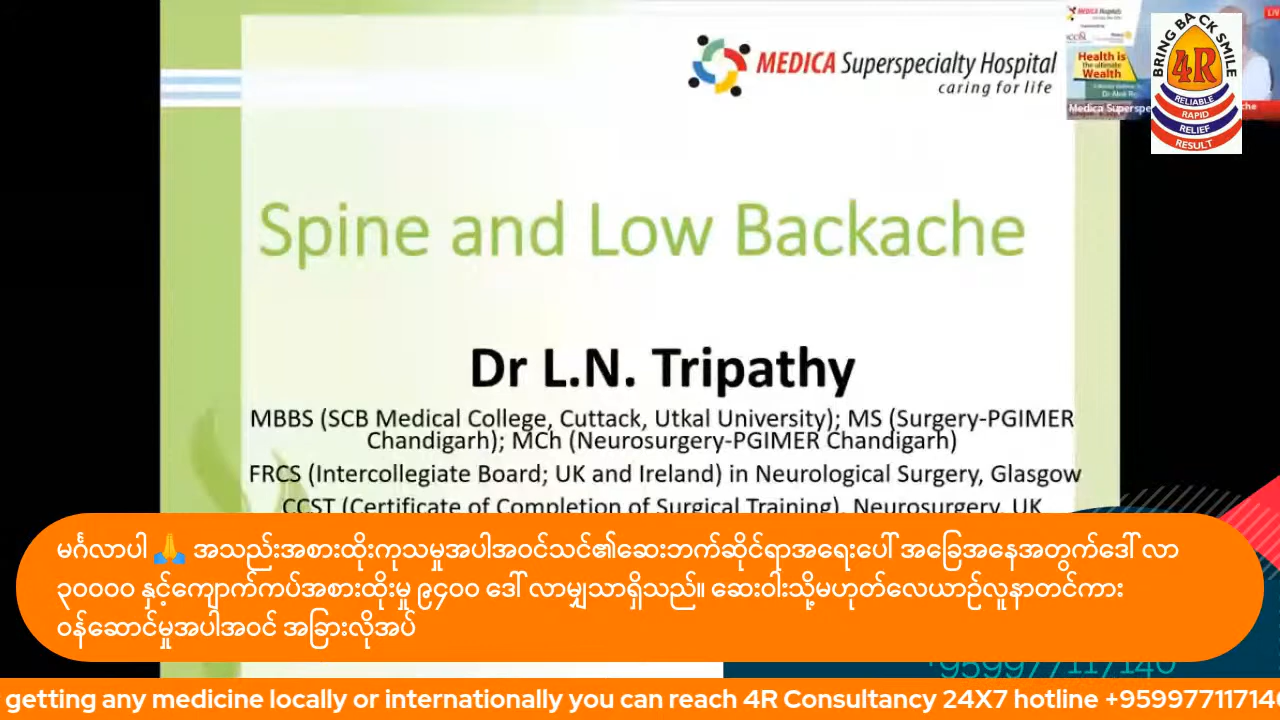 MEDICA Superspecialty Hospital
caring for life
MEDICA
Health is
the ultimate
Wealth
Medica Superspe
BRING BACK SMILE
4R
RELIABLE
RAPID
RELIEF
RESULT
Spine and Low Backache
Dr L.N. Tripathy
MBBS (SCB Medical College, Cuttack, Utkal University); MS (Surgery-PGIMER
Chandigarh); MCh (Neurosurgery-PGIMER Chandigarh)
FRCS (Intercollegiate Board; UK and Ireland) in Neurological Surgery, Glasgow
CCST (Certificate of Completion of Surgical Training), Neurosurgery, UK
မင်္ဂလာပါ 🙏 အသည်းအစားထိုးကုသမှုအပါအဝင်သင်၏ဆေးဘက်ဆိုင်ရာအရေးပေါ် အခြေအနေအတွက်ဒေါ်လာ
၃၀၀၀၀ နှင့်ကျောက်ကပ်အစားထိုးမှု ၉၄၀၀ ဒေါ်လာမျှသာရှိသည်။ ဆေးဝါးသို့မဟုတ်လေယာဉ်လူနာတင်ကား
ဝန်ဆောင်မှုအပါအဝင် အခြားလိုအပ်
+959977117140
getting any medicine locally or internationally you can reach 4R Consultancy 24X7 hotline +959977117140